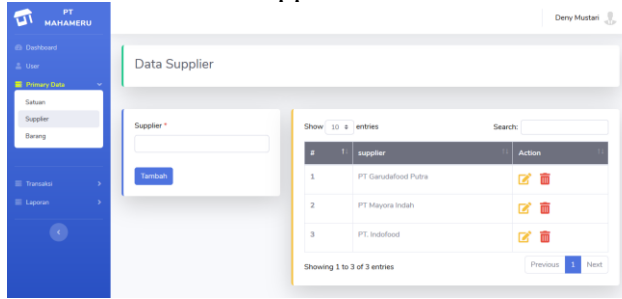 PT
MAHAMERU
Deny Mustari
Dashboard
User
Primary Data
Satuan
Supplier
Barang
Transaksi
Laporan
Data Supplier
Supplier *
Tambah
Show 10 entries
Search:
# supplier Action
1 PT Garudafood Putra
2 PT Mayora Indah
3 PT. Indofood
Showing 1 to 3 of 3 entries
Previous 1 Next